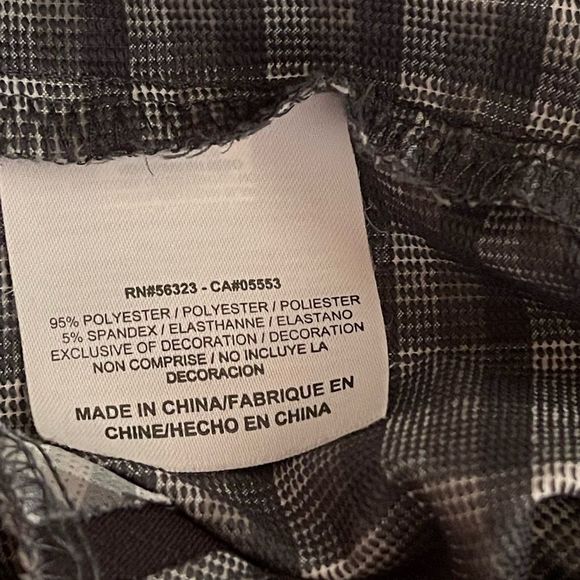 RN#56323 - CA#05553
95% POLYESTER / POLYESTER / POLIESTER
5% SPANDEX / ELASTHANNE / ELASTANO
EXCLUSIVE OF DECORATION / DECORATION
NON COMPRISE / NO INCLUYE LA
DECORACION
MADE IN CHINA/FABRIQUE EN
CHINE/HECHO EN CHINA